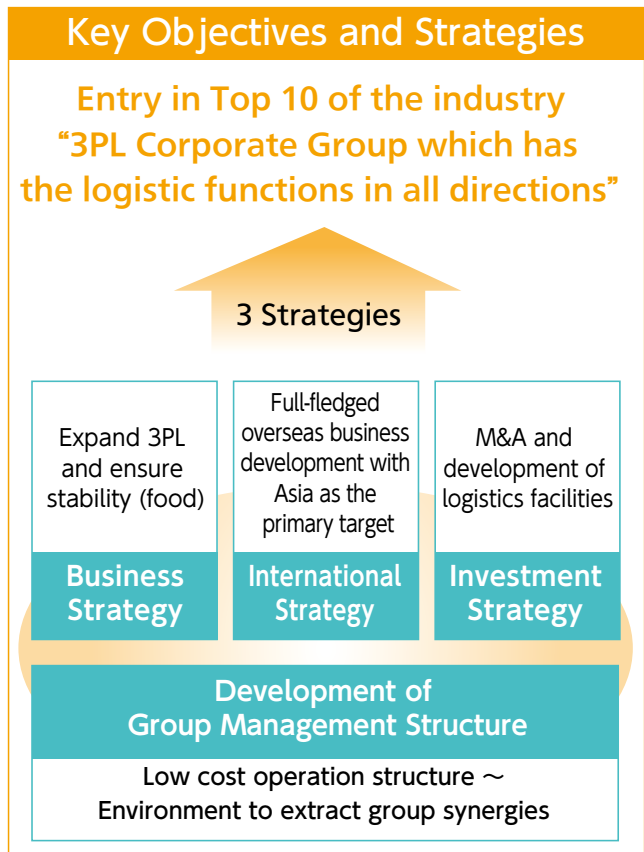 Key Objectives and Strategies
Entry in Top 10 of the industry
“3PL Corporate Group which has
the logistic functions in all directions”
3 Strategies
Expand 3PL
and ensure
stability (food)
Business
Strategy
Full-fledged
overseas business
development with
Asia as the
primary target
International
Strategy
M&A and
development of
logistics facilities
Investment
Strategy
Development of
Group Management Structure
Low cost operation structure ～
Environment to extract group synergies